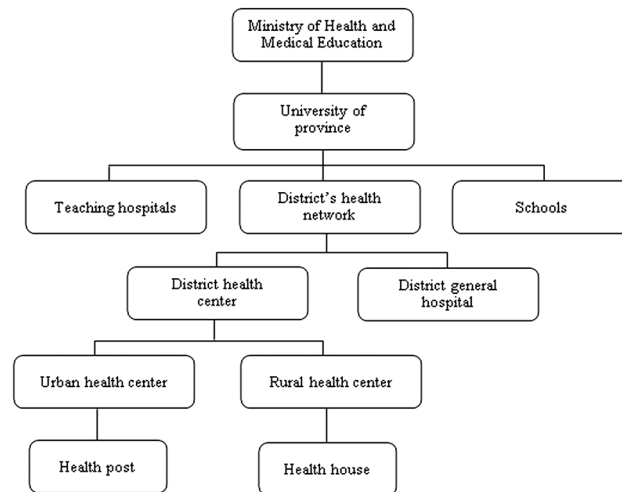 Ministry of Health and
Medical Education
University of
province
Teaching hospitals
District's health
network
Schools
District health
center
District general
hospital
Urban health center
Rural health center
Health post
Health house